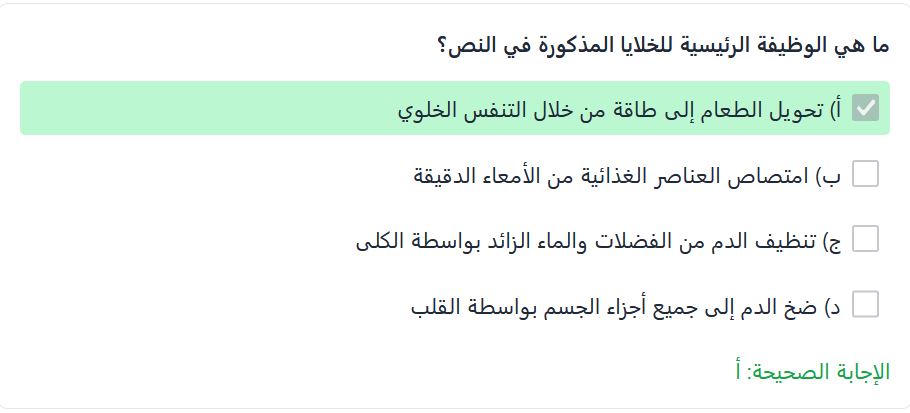 ما هي الوظيفة الرئيسية للخلايا المذكورة في النص؟
أ) تحويل الطعام إلى طاقة من خلال التنفس الخلوي
ب) امتصاص العناصر الغذائية من الأمعاء الدقيقة
ج) تنظيف الدم من الفضلات والماء الزائد بواسطة الكلى
د) ضخ الدم إلى جميع أجزاء الجسم بواسطة القلب
الإجابة الصحيحة: أ